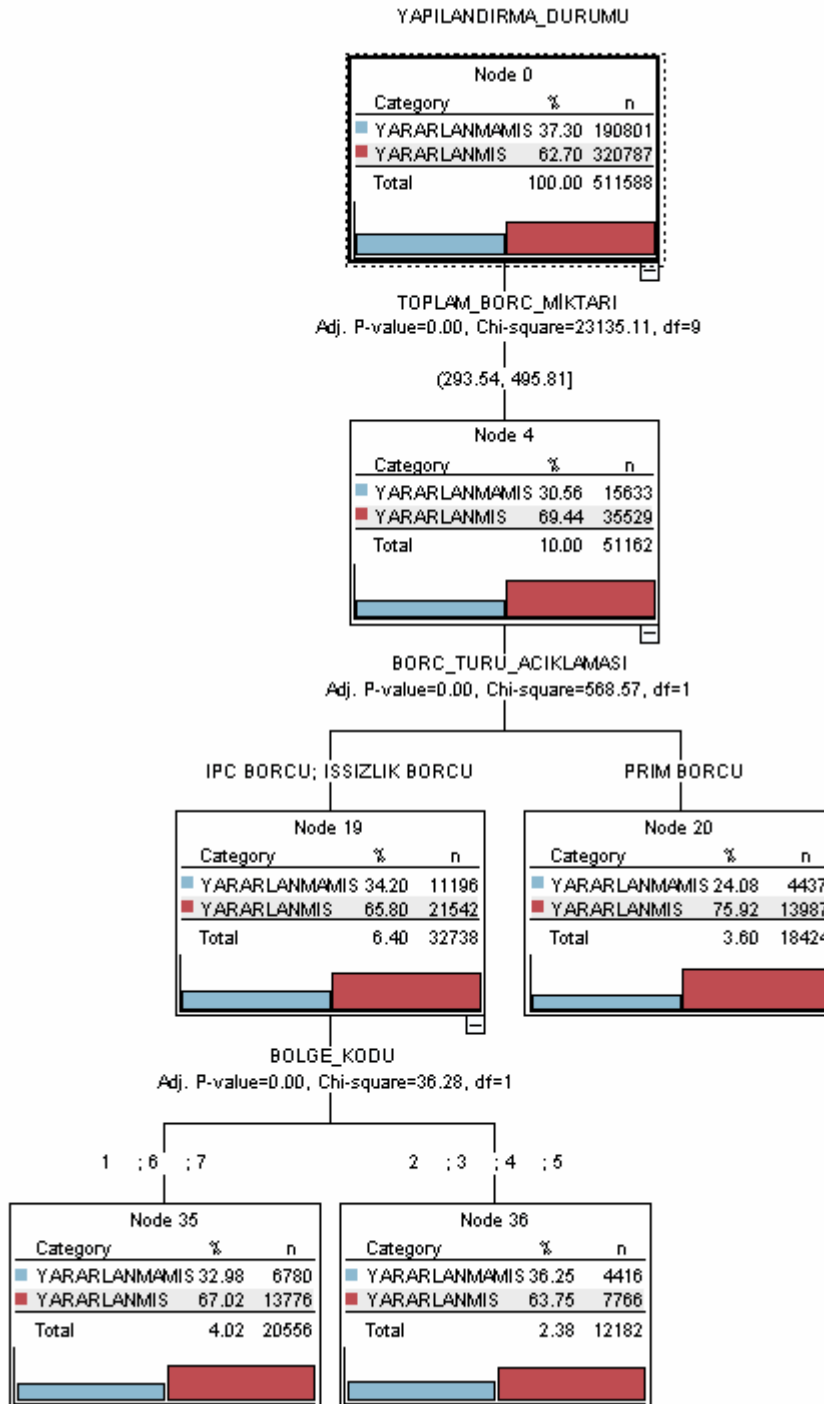 YAPILANDIRMA_DURUMU
Node 0
Category % n
YARARLANMAMIS 37.30 190801
YARARLANMIS 62.70 320787
Total 100.00 511588
TOPLAM_BORC_MİKTARI
Adj. P-value=0.00, Chi-square=23135.11, df=9
(293.54, 495.81]
Node 4
Category % n
YARARLANMAMIS 30.56 15633
YARARLANMIS 69.44 35529
Total 10.00 51162
BORC_TURU_ACIKLAMASI
Adj. P-value=0.00, Chi-square=568.57, df=1
IPC BORCU; ISSIZLIK BORCU
Node 19
Category % n
YARARLANMAMIS 34.20 11196
YARARLANMIS 65.80 21542
Total 6.40 32738
PRIM BORCU
Node 20
Category % n
YARARLANMAMIS 24.08 4437
YARARLANMIS 75.92 13987
Total 3.60 18424
BOLGE_KODU
Adj. P-value=0.00, Chi-square=36.28, df=1
1 ; 6 ; 7
Node 35
Category % n
YARARLANMAMIS 32.98 6780
YARARLANMIS 67.02 13776
Total 4.02 20556
2 ; 3 ; 4 ; 5
Node 36
Category % n
YARARLANMAMIS 36.25 4416
YARARLANMIS 63.75 7766
Total 2.38 12182